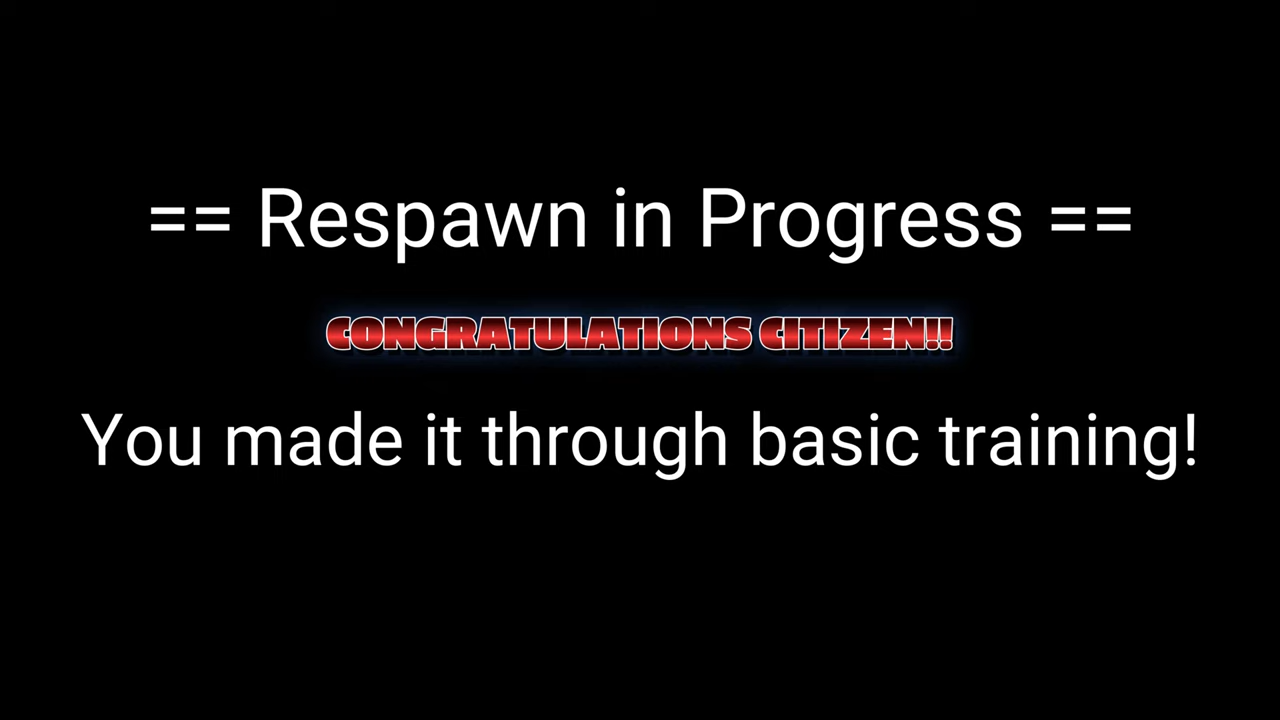 == Respawn in Progress ==
CONGRATULATIONS CITIZEN!!
You made it through basic training!